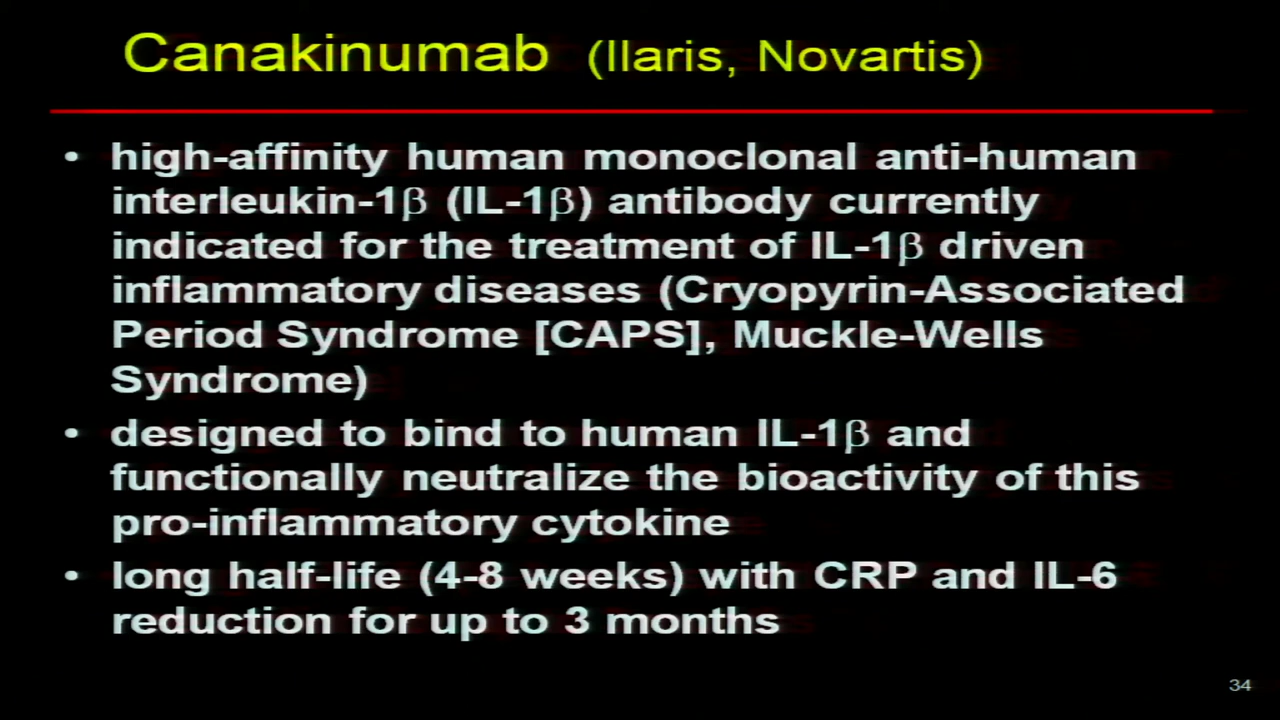 Canakinumab (Ilaris, Novartis)
• high-affinity human monoclonal anti-human
interleukin-1β (IL-1β) antibody currently
indicated for the treatment of IL-1β driven
inflammatory diseases (Cryopyrin-Associated
Period Syndrome [CAPS], Muckle-Wells
Syndrome)
• designed to bind to human IL-1β and
functionally neutralize the bioactivity of this
pro-inflammatory cytokine
• long half-life (4-8 weeks) with CRP and IL-6
reduction for up to 3 months
34